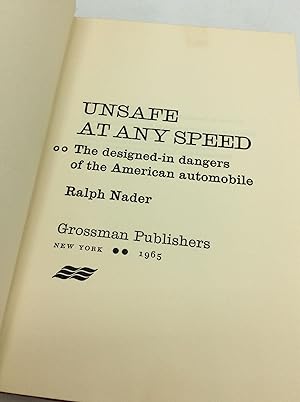 UNSAFE
AT ANY SPEED
The designed-in dangers
of the American automobile
Ralph Nader
Grossman Publishers
NEW YORK ●● 1965